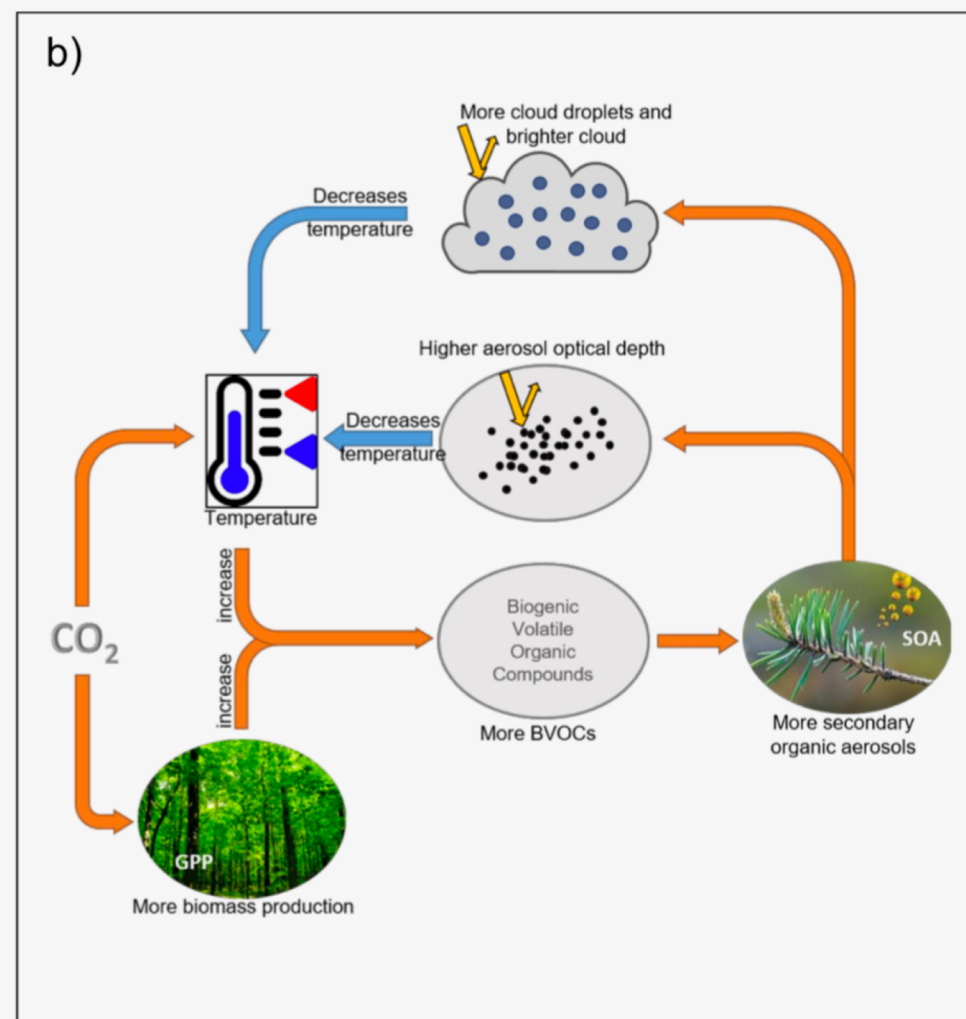 b)
More cloud droplets and
brighter cloud
Decreases
temperature
Higher aerosol optical depth
Decreases
temperature
Temperature
increase
CO₂
increase
Biogenic
Volatile
Organic
Compounds
More BVOCs
SOA
More secondary
organic aerosols
GPP
More biomass production